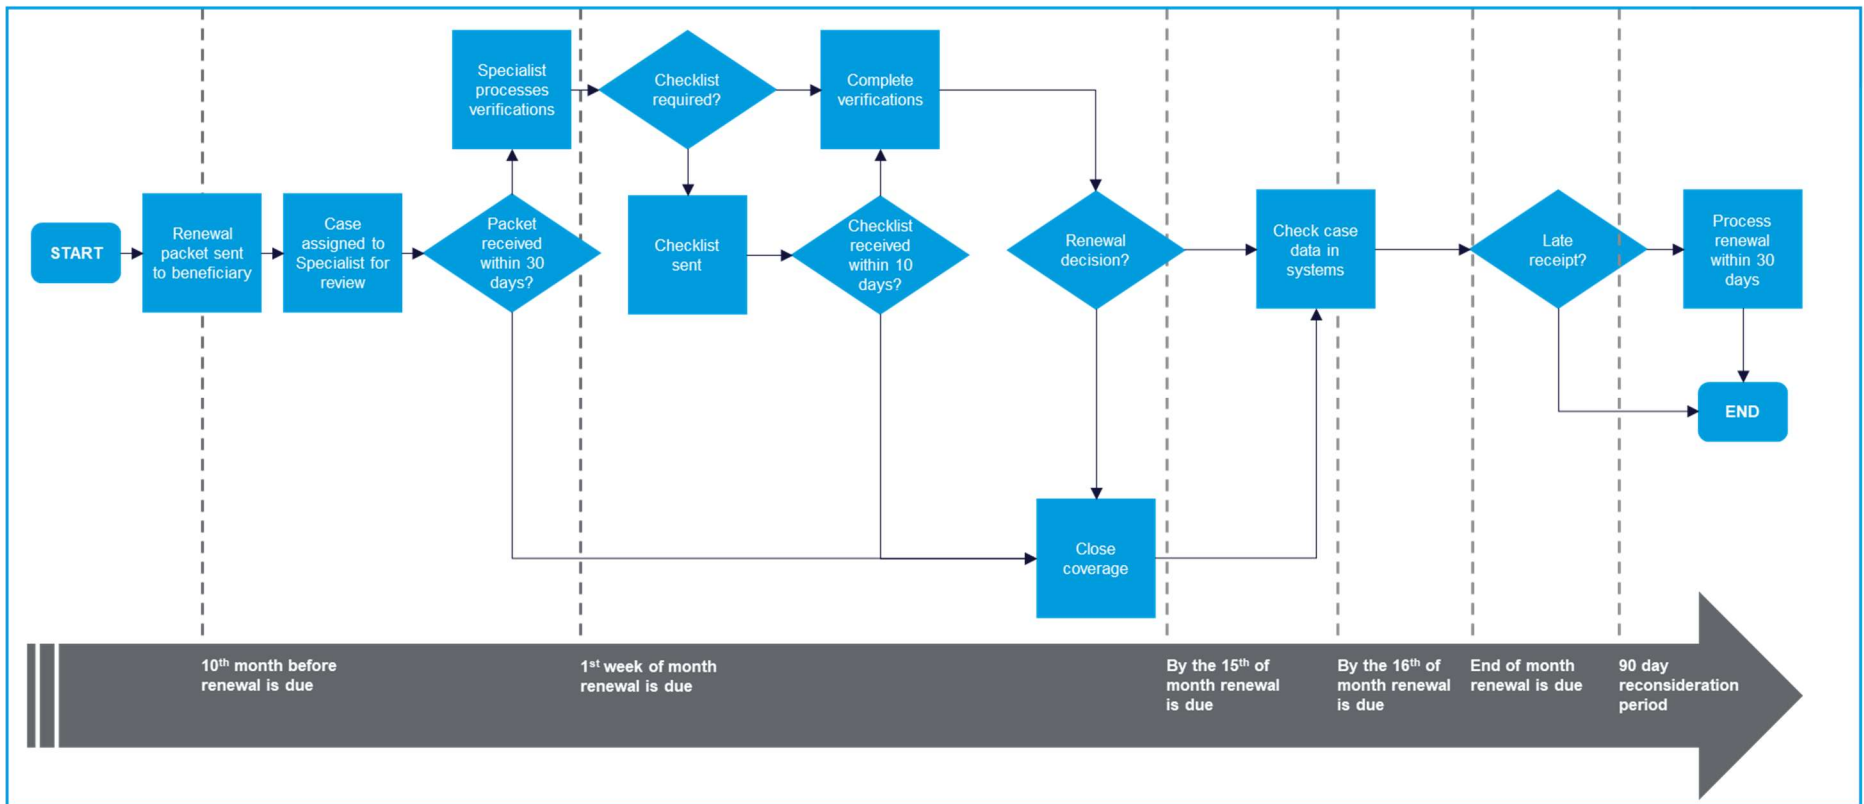 START
Renewal
packet sent
to beneficiary
Case
assigned to
Specialist for
review
Packet
received
within 30
days?
Specialist
processes
verifications
Checklist
required?
Checklist
sent
Checklist
received
within 10
days?
Complete
verifications
Renewal
decision?
Close
coverage
Check case
data in
systems
Late
receipt?
Process
renewal
within 30
days
END
10th month before
renewal is due
1st week of month
renewal is due
By the 15th of
month renewal
is due
By the 16th of
month renewal
is due
End of month
renewal is due
90 day
reconsideration
period